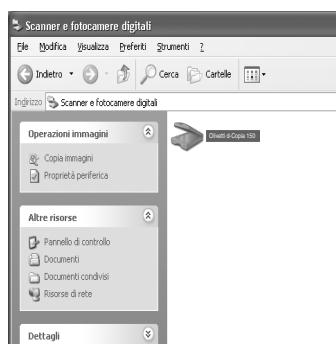 Scanner e fotocamere digitali
File Modifica Visualizza Preferiti Strumenti ?
Indietro Cerca Cartelle
Indirizzo Scanner e fotocamere digitali
Operazioni immagini
Olivetti d-Copia 150
Copia immagini
Proprietà periferica
Altre risorse
Pannello di controllo
Documenti
Documenti condivisi
Risorse di rete
Dettagli